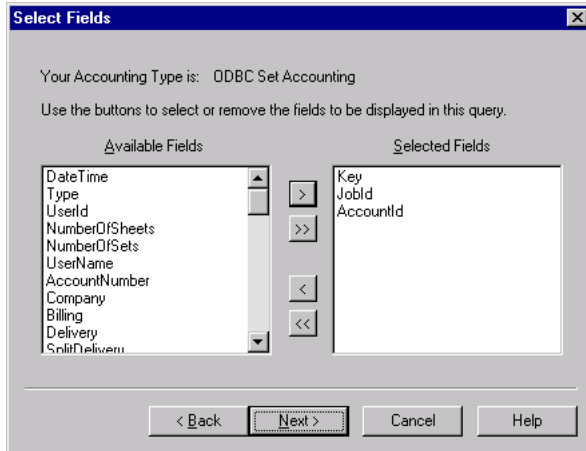 Select Fields
Your Accounting Type is: ODBC Set Accounting
Use the buttons to select or remove the fields to be displayed in this query.
Available Fields
Selected Fields
DateTime
Type
UserId
NumberOfSheets
NumberOfSets
UserName
AccountNumber
Company
Billing
Delivery
SplitDelivery
>
>>
<
<<
Key
JobId
AccountId
< Back
Next >
Cancel
Help